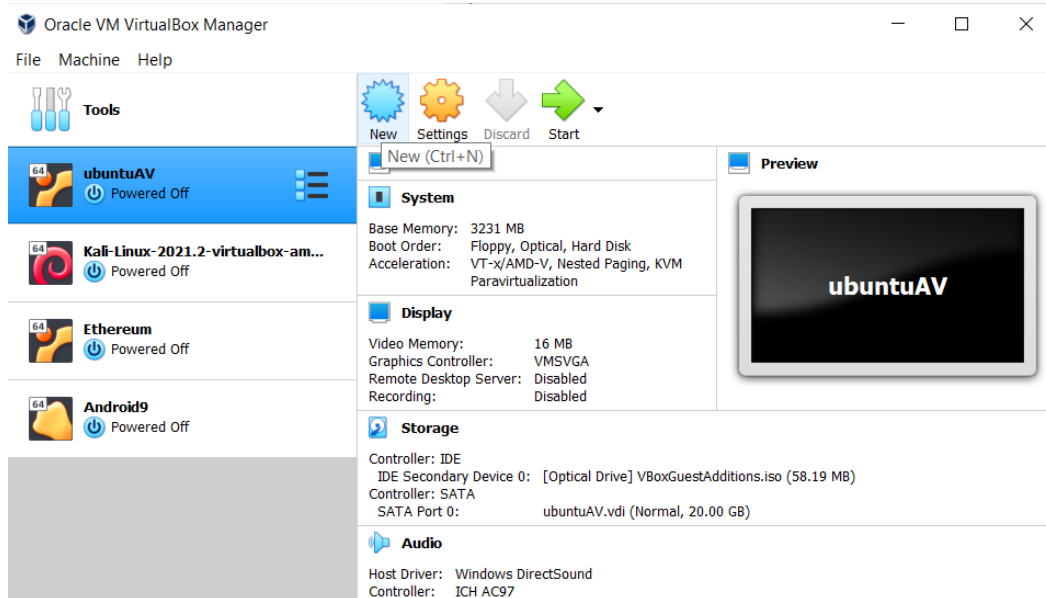 Oracle VM VirtualBox Manager
File Machine Help
Tools
New Settings Discard Start
New (Ctrl+N)
64
ubuntuAV
Powered Off
64
Kali-Linux-2021.2-virtualbox-am...
Powered Off
64
Ethereum
Powered Off
64
Android9
Powered Off
System
Base Memory: 3231 MB
Boot Order: Floppy, Optical, Hard Disk
Acceleration: VT-x/AMD-V, Nested Paging, KVM
Paravirtualization
Display
Video Memory: 16 MB
Graphics Controller: VMSVGA
Remote Desktop Server: Disabled
Recording: Disabled
Preview
ubuntuAV
Storage
Controller: IDE
IDE Secondary Device 0: [Optical Drive] VBoxGuestAdditions.iso (58.19 MB)
Controller: SATA
SATA Port 0: ubuntuAV.vdi (Normal, 20.00 GB)
Audio
Host Driver: Windows DirectSound
Controller: ICH AC97